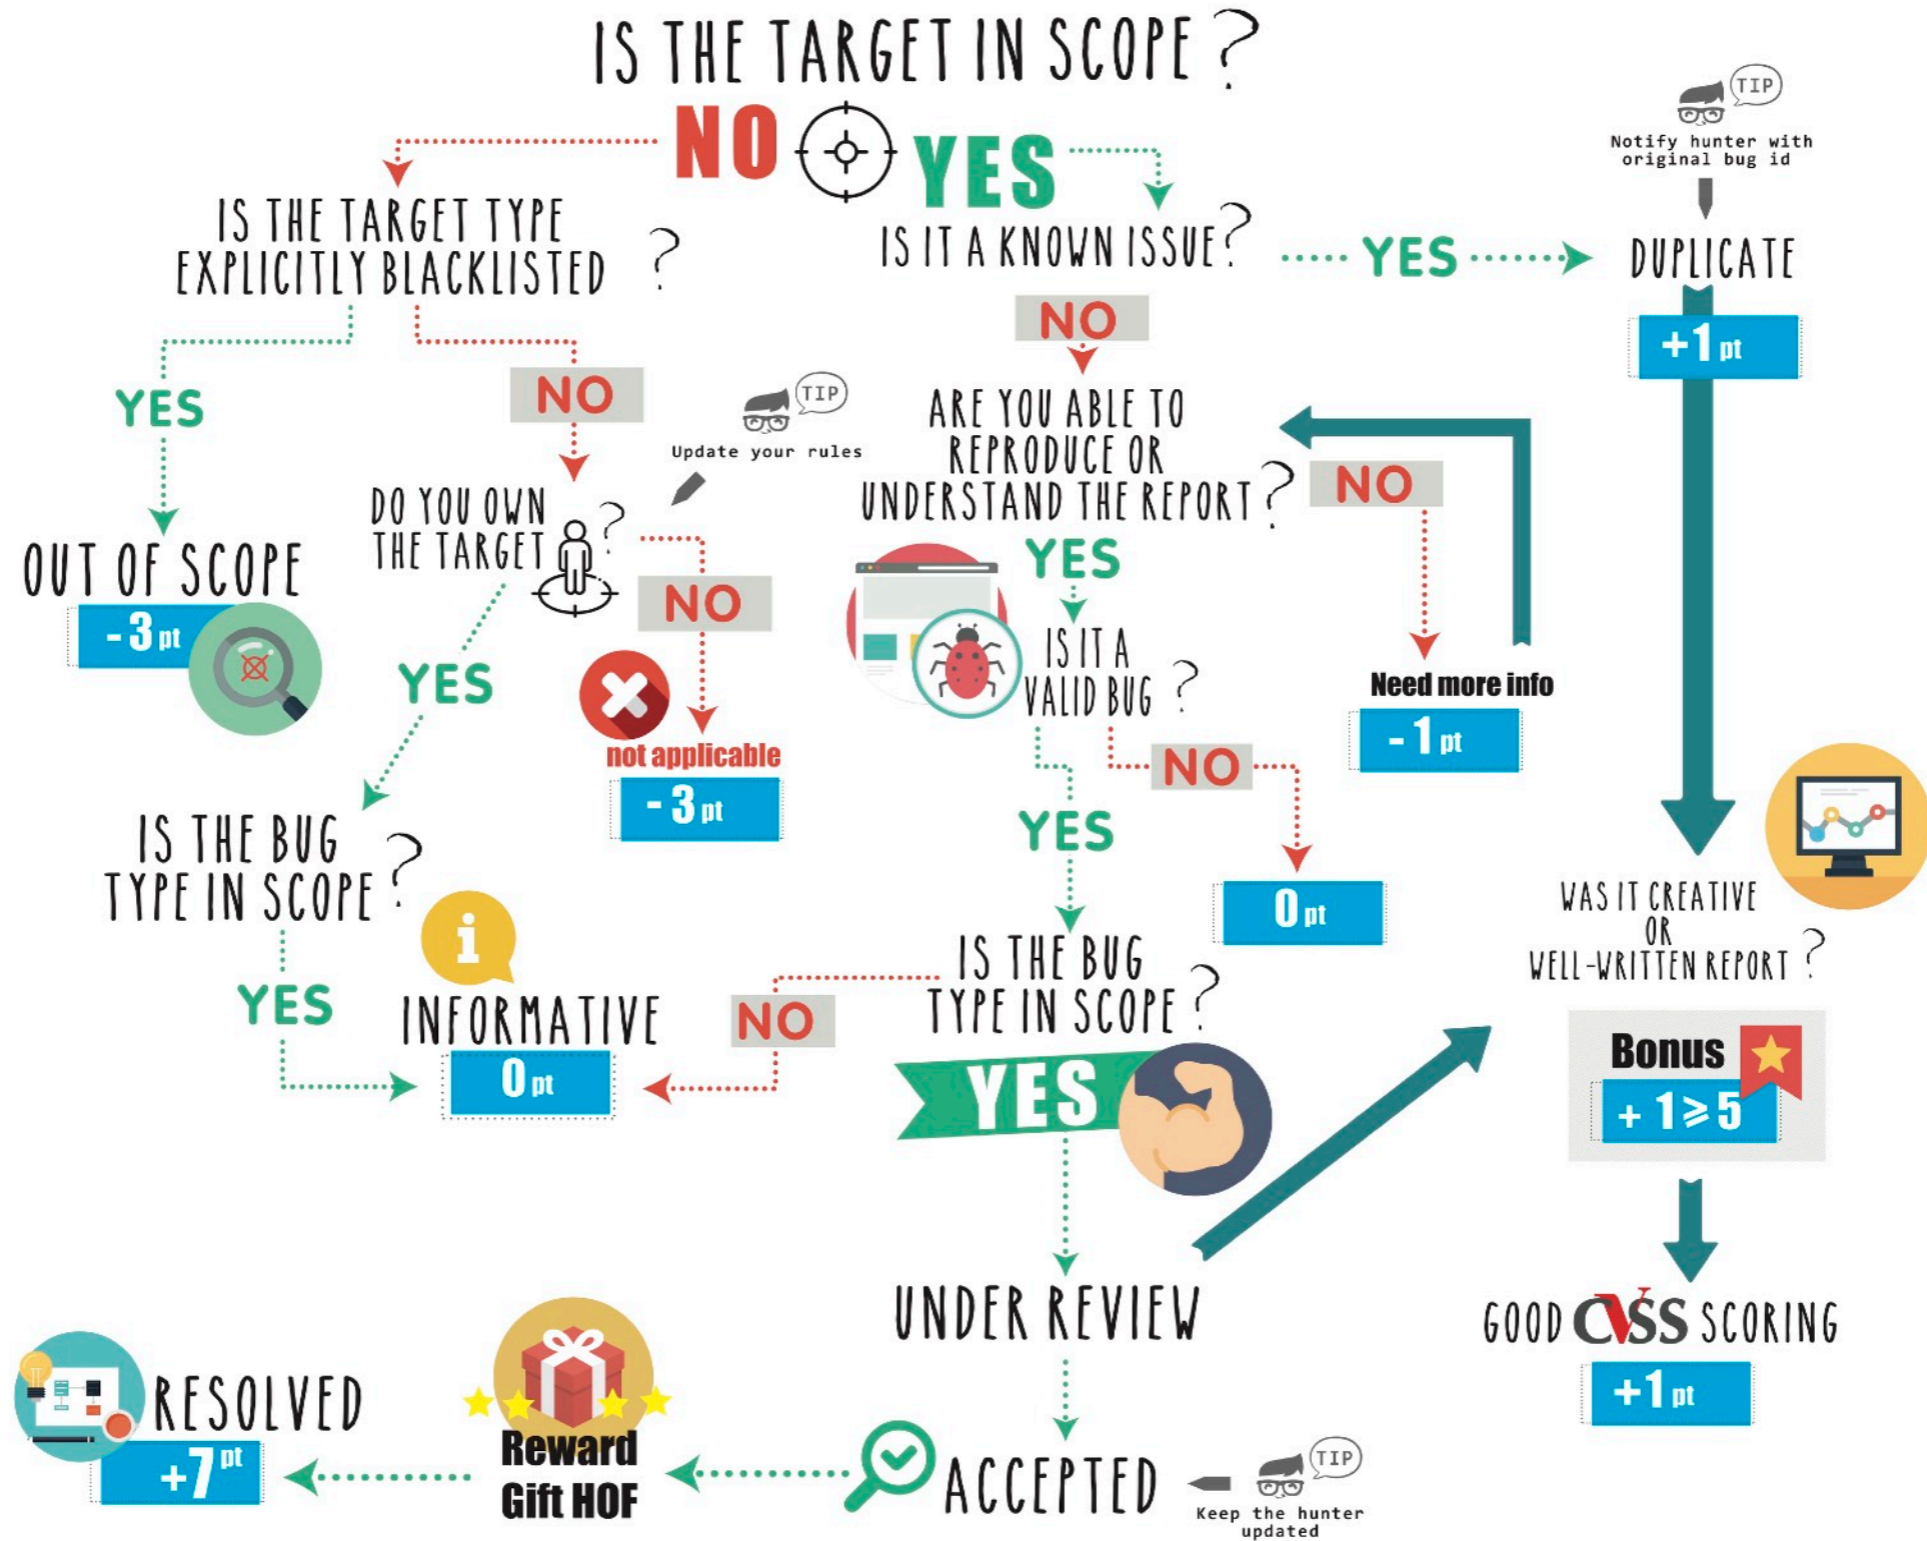 IS THE TARGET IN SCOPE ?
NO
YES
TIP
Notify hunter with
original bug id
IS THE TARGET TYPE
EXPLICITLY BLACKLISTED ?
IS IT A KNOWN ISSUE?
YES
DUPLICATE
+1 pt
YES
NO
NO
TIP
Update your rules
ARE YOU ABLE TO
REPRODUCE OR
UNDERSTAND THE REPORT ?
NO
DO YOU OWN
THE TARGET ?
OUT OF SCOPE
- 3 pt
YES
NO
not applicable
- 3 pt
YES
IS IT A
VALID BUG ?
Need more info
- 1 pt
YES
NO
0 pt
IS THE BUG
TYPE IN SCOPE ?
YES
INFORMATIVE
0 pt
NO
IS THE BUG
TYPE IN SCOPE ?
YES
WAS IT CREATIVE
OR
WELL-WRITTEN REPORT ?
Bonus
+ 1⩾5
UNDER REVIEW
GOOD CVSS SCORING
+1 pt
ACCEPTED
TIP
Keep the hunter
updated
Reward
Gift HOF
RESOLVED
+7 pt